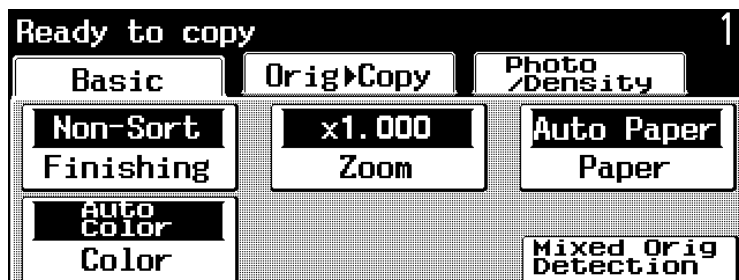 Ready to copy 1
Basic Orig▶Copy Photo
/Density
Non-Sort x1.000 Auto Paper
Finishing Zoom Paper
Auto
Color
Color
Mixed Orig
Detection